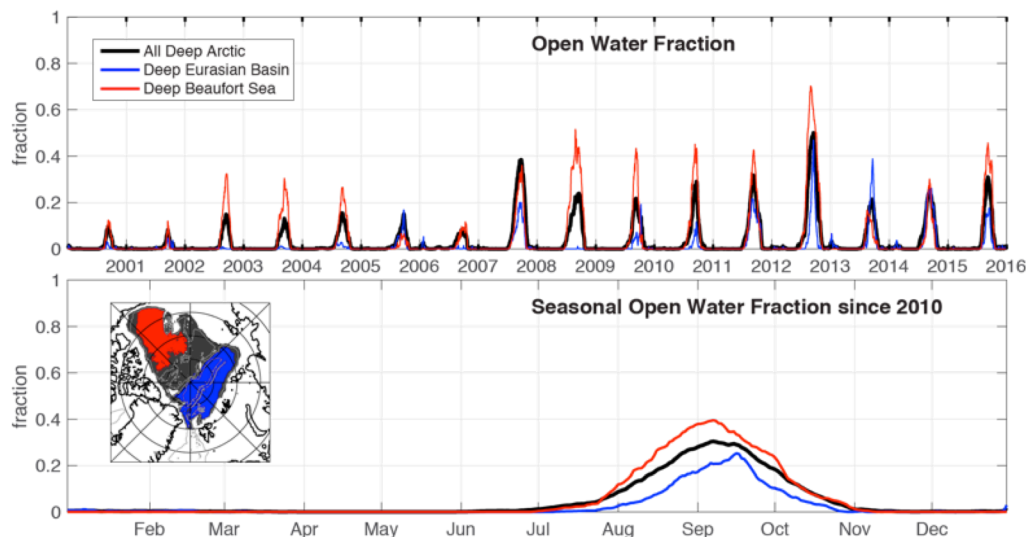 Open Water Fraction
All Deep Arctic
Deep Eurasian Basin
Deep Beaufort Sea
fraction
1
0.8
0.6
0.4
0.2
0
2001 2002 2003 2004 2005 2006 2007 2008 2009 2010 2011 2012 2013 2014 2015 2016
Seasonal Open Water Fraction since 2010
fraction
1
0.8
0.6
0.4
0.2
0
Feb Mar Apr May Jun Jul Aug Sep Oct Nov Dec